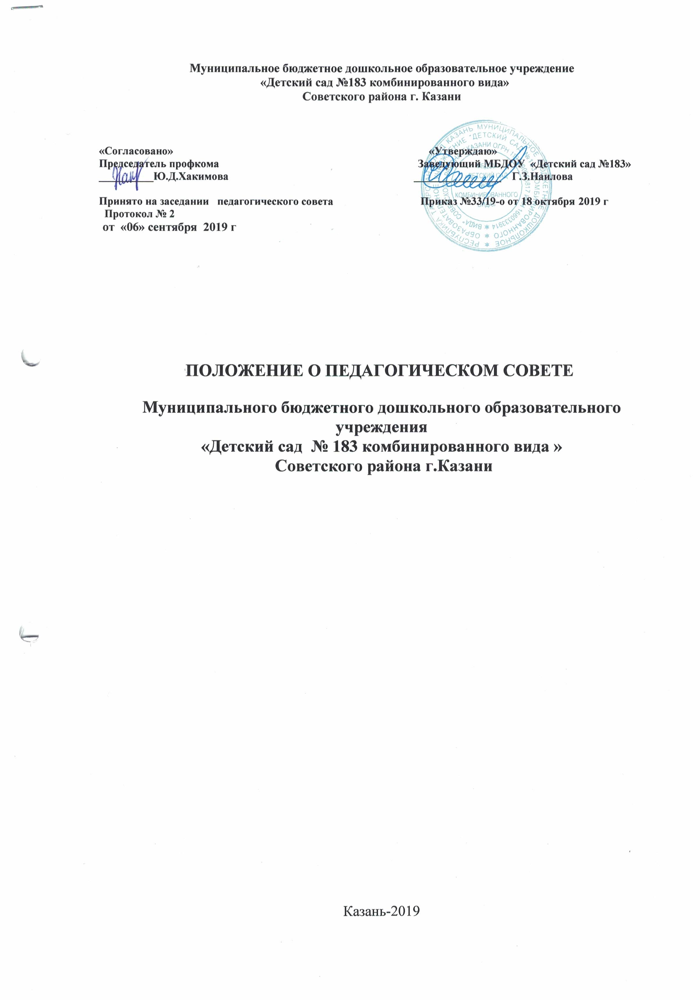 Муниципальное бюджетное дошкольное образовательное учреждение
«Детский сад №183 комбинированного вида»
Советского района г. Казани
«Согласовано»
Председатель профкома
Ю.Д.Хакимова
Принято на заседании педагогического совета
Протокол № 2
от «06» сентября 2019 г
«Утверждаю»
Заведующий МБДОУ «Детский сад №183»
Г.З.Наилова
Приказ №33/19-о от 18 октября 2019 г
ПОЛОЖЕНИЕ О ПЕДАГОГИЧЕСКОМ СОВЕТЕ
Муниципального бюджетного дошкольного образовательного
учреждения
«Детский сад № 183 комбинированного вида »
Советского района г.Казани
Казань-2019